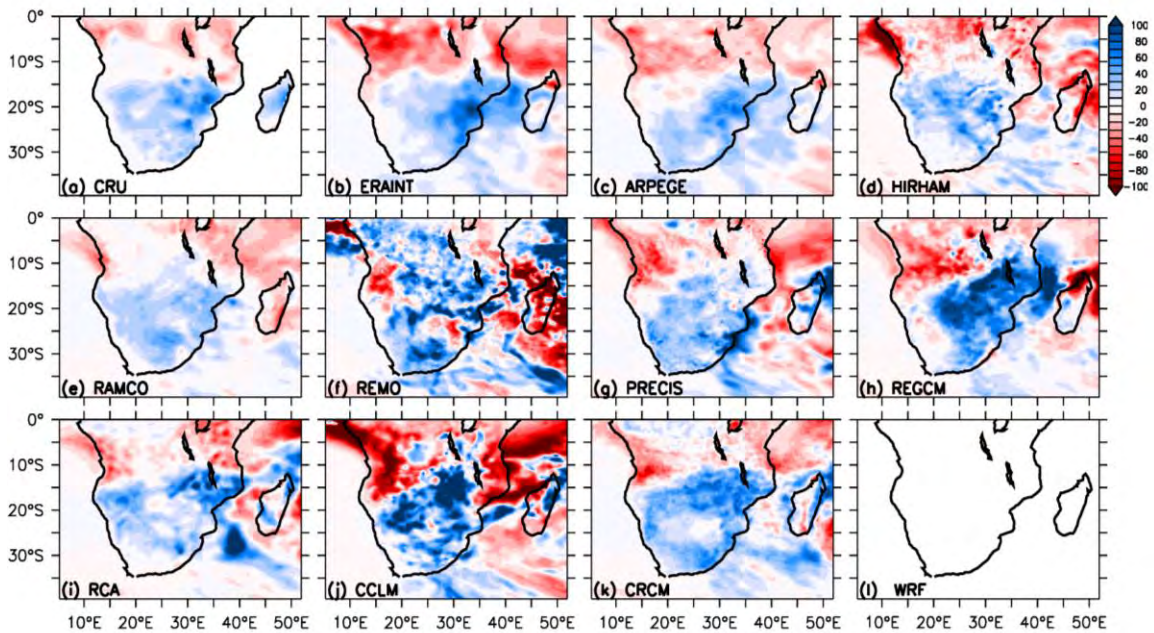 0°
10°S
20°S
30°S
(a) CRU
(b) ERAINT
(c) ARPEGE
(d) HIRHAM
100
80
60
40
20
0
-20
-40
-60
-80
-100
0°
10°S
20°S
30°S
(e) RAMCO
(f) REMO
(g) PRECIS
(h) REGCM
0°
10°S
20°S
30°S
(i) RCA
(j) CCLM
(k) CRCM
(l) WRF
10°E 20°E 30°E 40°E 50°E 10°E 20°E 30°E 40°E 50°E 10°E 20°E 30°E 40°E 50°E 10°E 20°E 30°E 40°E 50°E